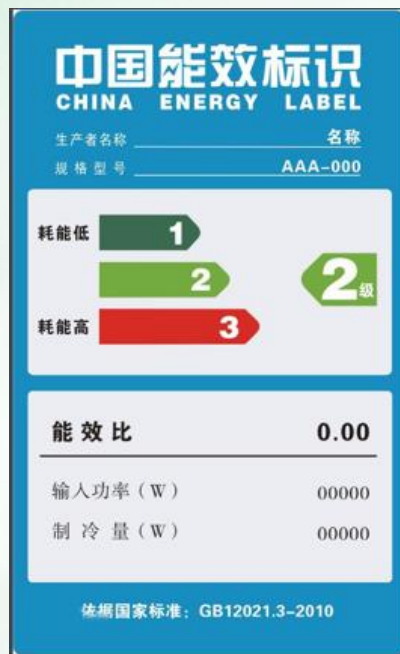 中国能效标识
CHINA ENERGY LABEL
生产者名称 名称
规格型号 AAA-000
耗能低 1
2 2级
耗能高 3
能效比 0.00
输入功率（W） 00000
制冷量（W） 00000
依据国家标准：GB12021.3-2010